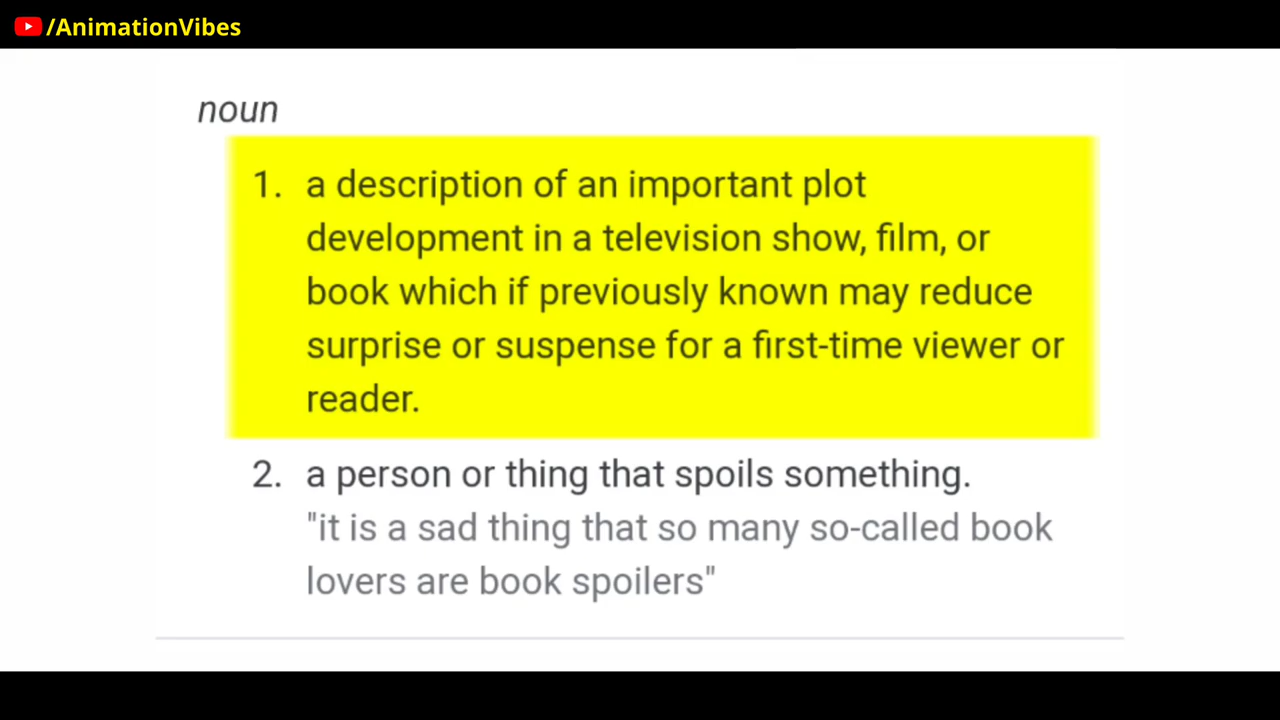 /AnimationVibes
noun
1. a description of an important plot
development in a television show, film, or
book which if previously known may reduce
surprise or suspense for a first-time viewer or
reader.
2. a person or thing that spoils something.
"it is a sad thing that so many so-called book
lovers are book spoilers"